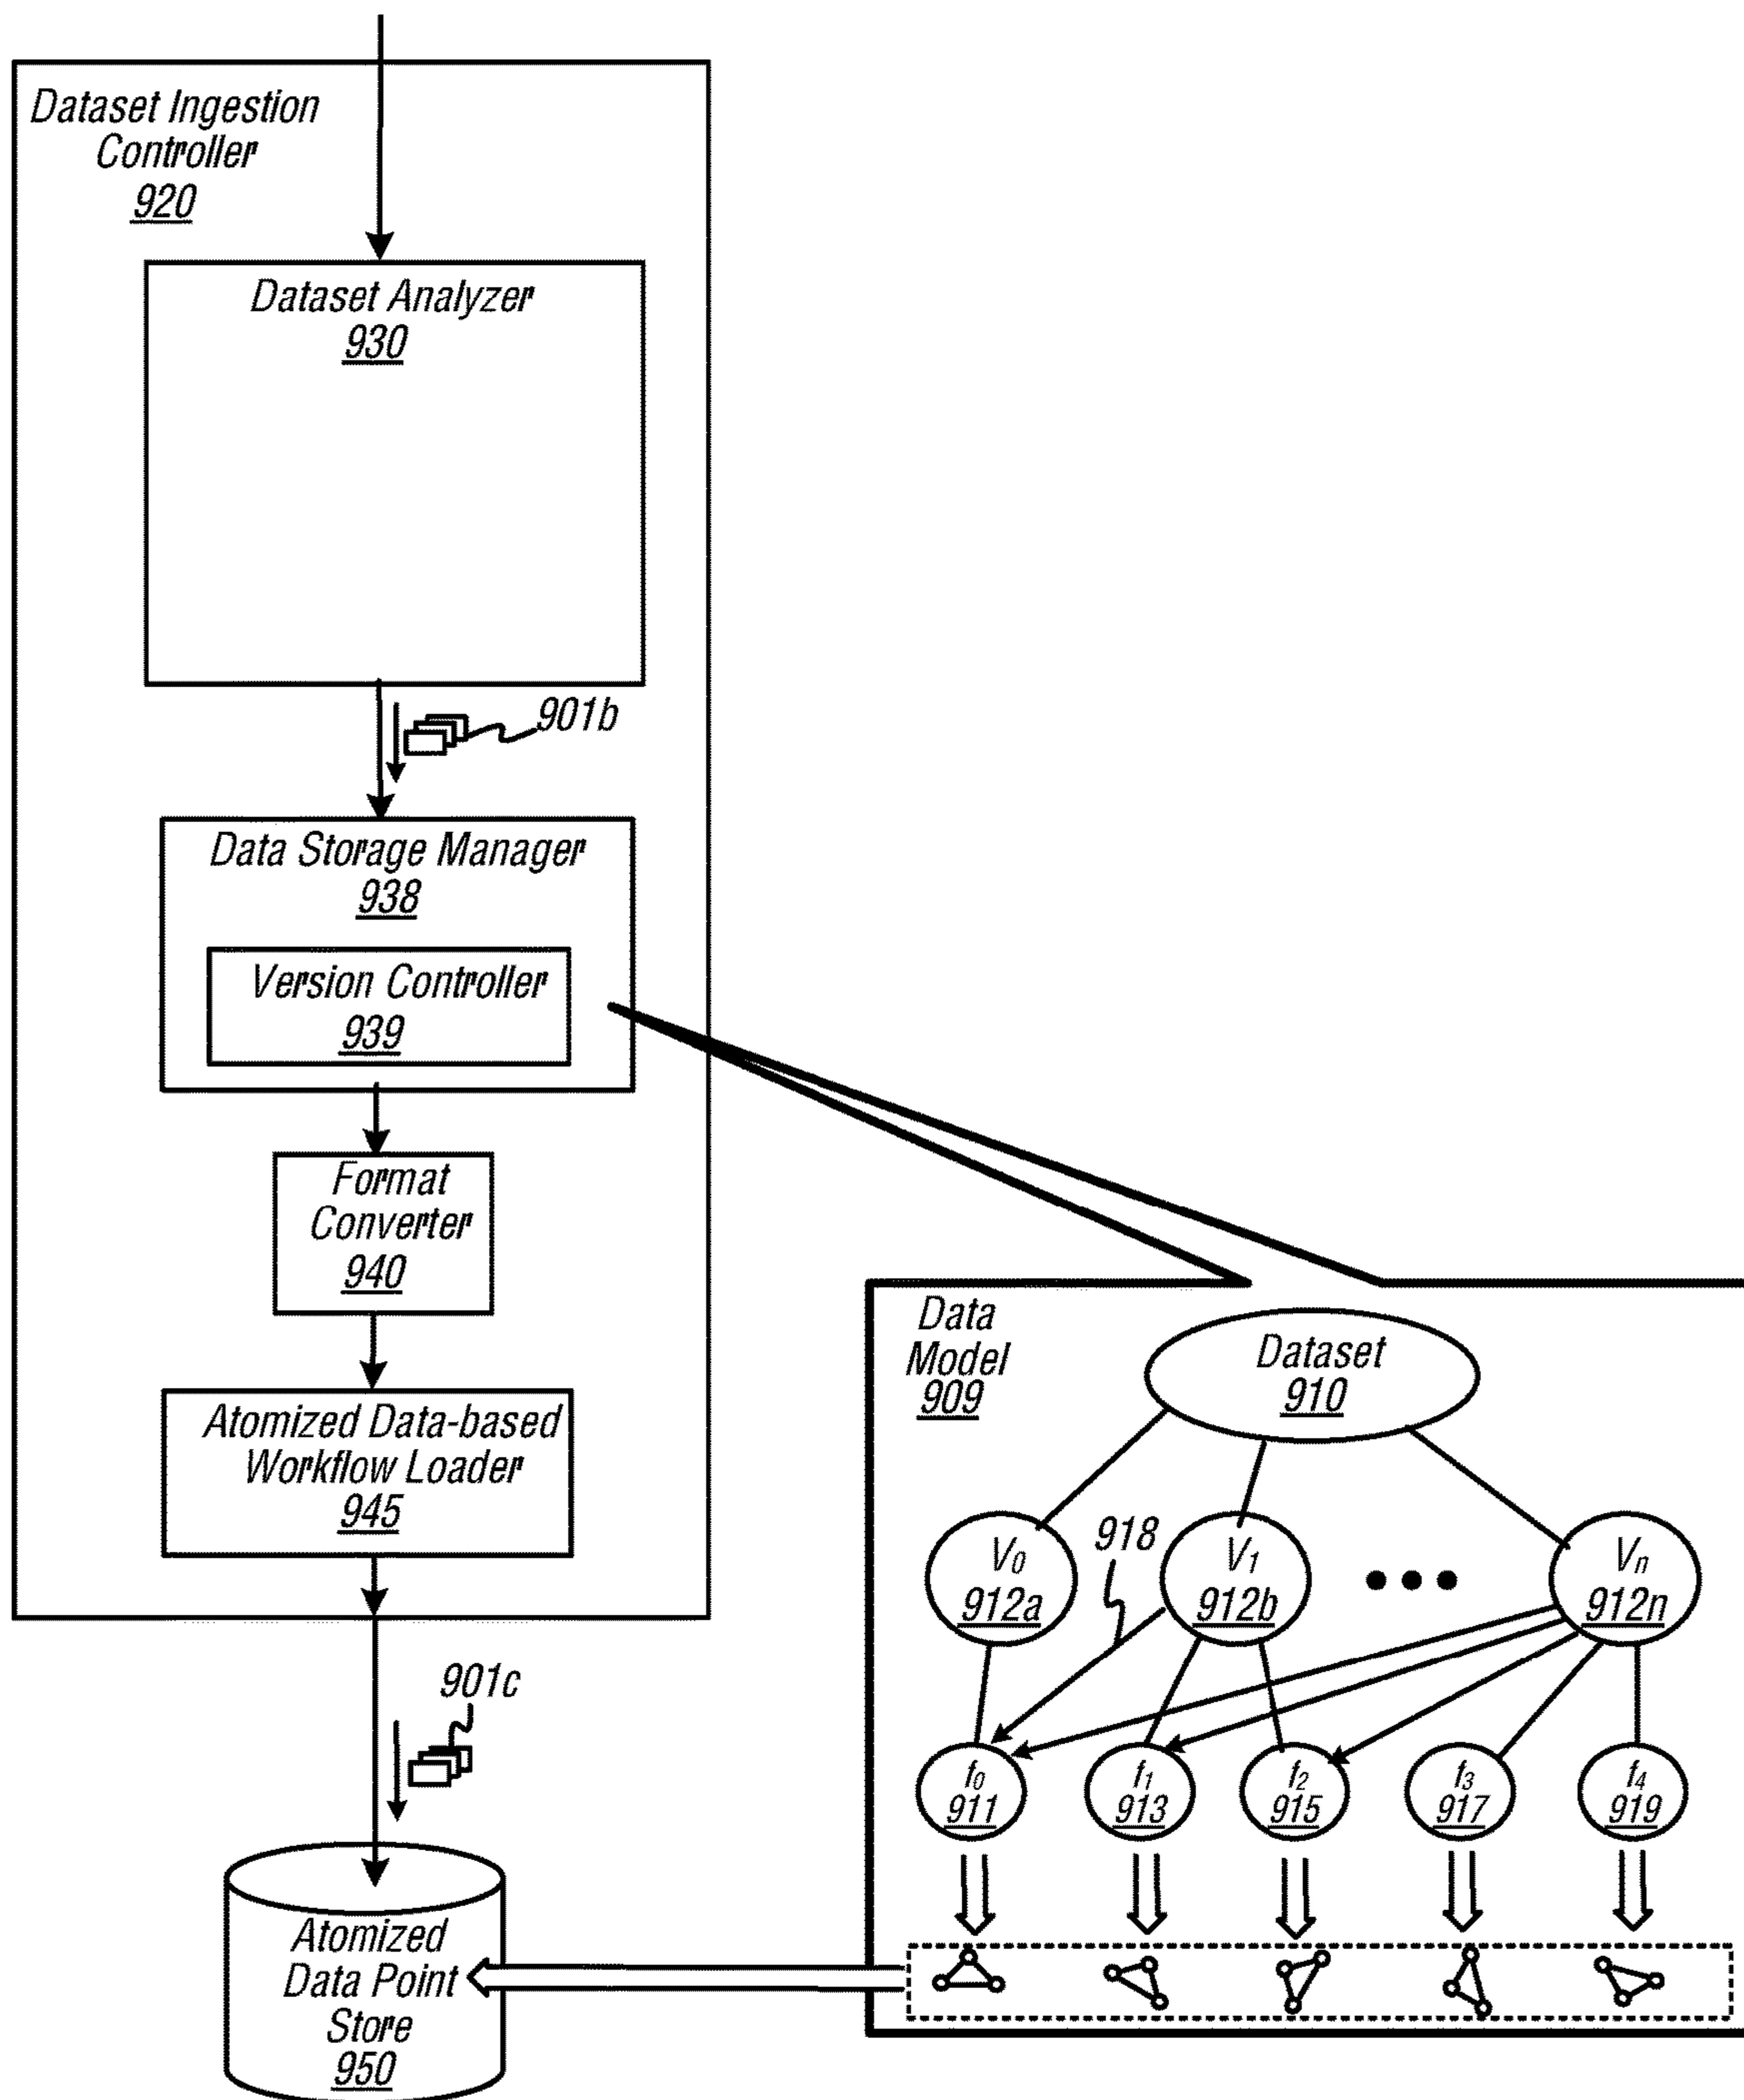 Dataset Ingestion
Controller
920
Dataset Analyzer
930
901b
Data Storage Manager
938
Version Controller
939
Format
Converter
940
Atomized Data-based
Workflow Loader
945
901c
Atomized
Data Point
Store
950
Data
Model
909
Dataset
910
918
V0
912a
V1
912b
Vn
912n
f0
911
f1
913
f2
915
f3
917
f4
919